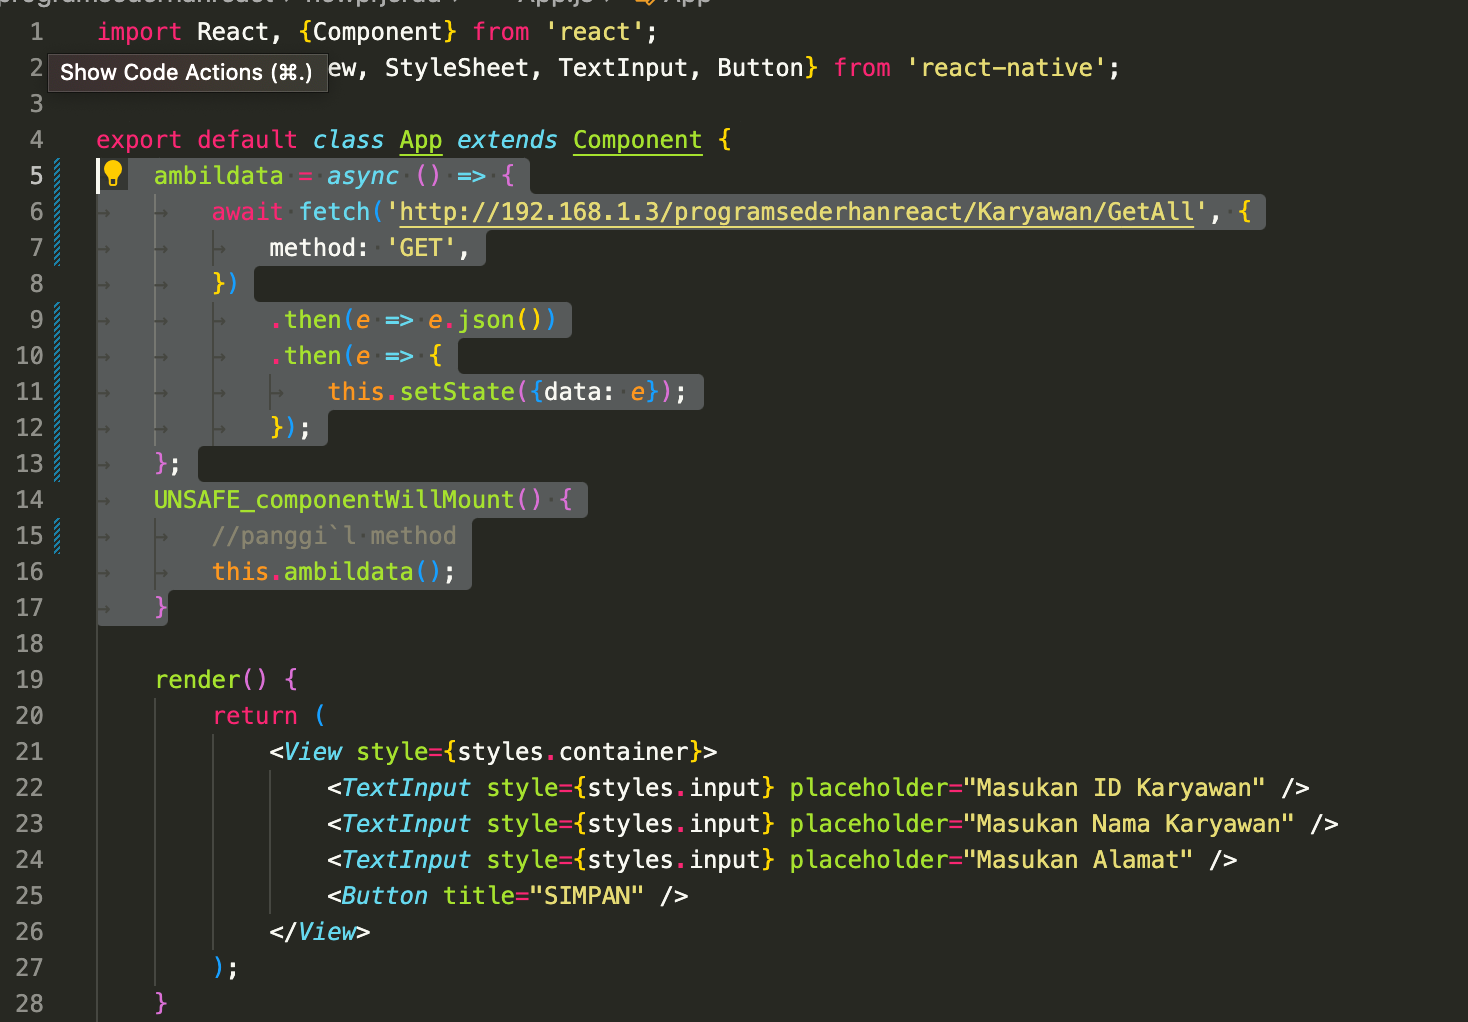 1 import React, {Component} from 'react';
2 Show Code Actions (⌘.) ew, StyleSheet, TextInput, Button} from 'react-native';
3
4 export default class App extends Component {
5 ambildata = async () => {
6 await fetch('http://192.168.1.3/programsederhanreact/Karyawan/GetAll', {
7 method: 'GET',
8 })
9 .then(e => e.json())
10 .then(e => {
11 this.setState({data: e});
12 });
13 };
14 UNSAFE_componentWillMount() {
15 //panggi`l method
16 this.ambildata();
17 }
18
19 render() {
20 return (
21 <View style={styles.container}>
22 <TextInput style={styles.input} placeholder="Masukan ID Karyawan" />
23 <TextInput style={styles.input} placeholder="Masukan Nama Karyawan" />
24 <TextInput style={styles.input} placeholder="Masukan Alamat" />
25 <Button title="SIMPAN" />
26 </View>
27 );
28 }